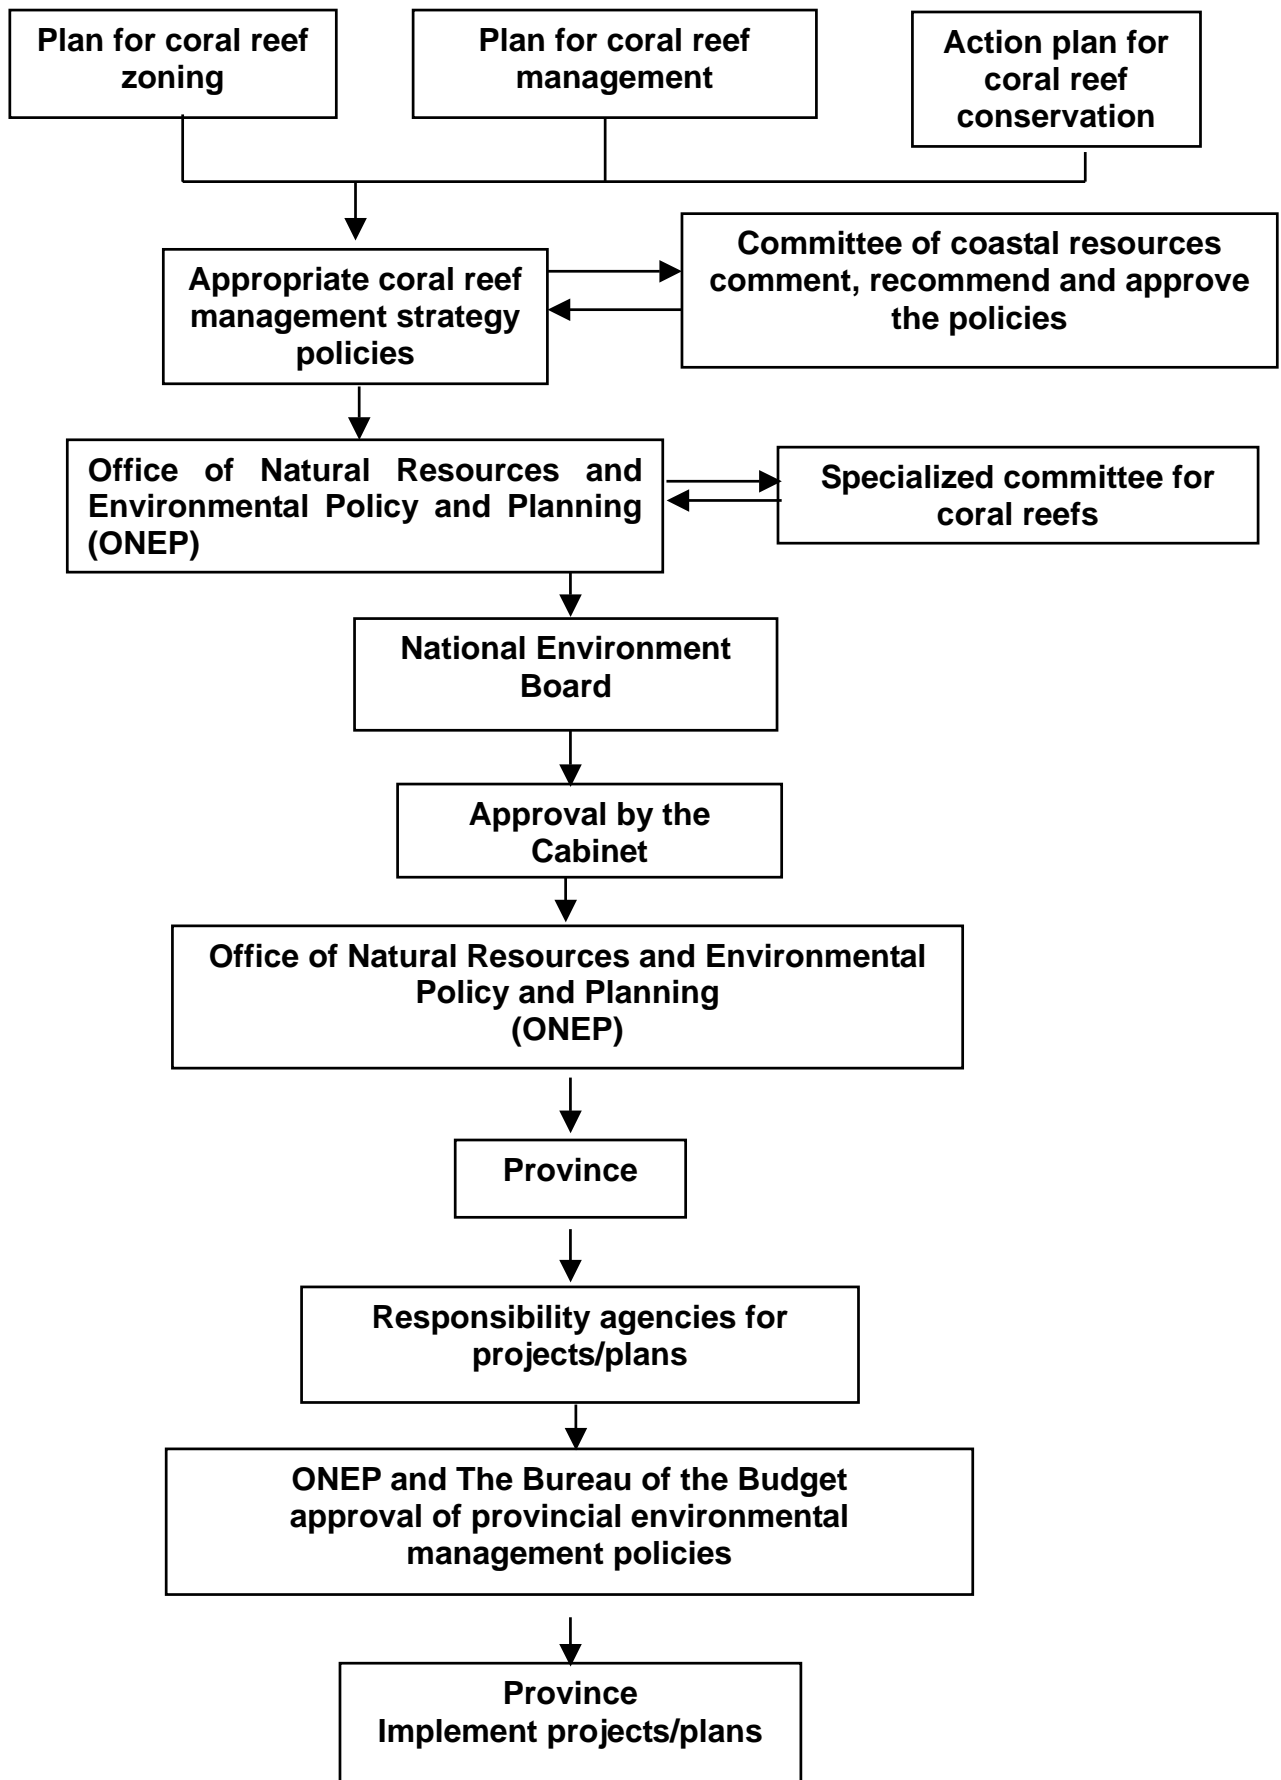 Plan for coral reef
zoning
Plan for coral reef
management
Action plan for
coral reef
conservation
Appropriate coral reef
management strategy
policies
Committee of coastal resources
comment, recommend and approve
the policies
Office of Natural Resources and
Environmental Policy and Planning
(ONEP)
Specialized committee for
coral reefs
National Environment
Board
Approval by the
Cabinet
Office of Natural Resources and Environmental
Policy and Planning
(ONEP)
Province
Responsibility agencies for
projects/plans
ONEP and The Bureau of the Budget
approval of provincial environmental
management policies
Province
Implement projects/plans